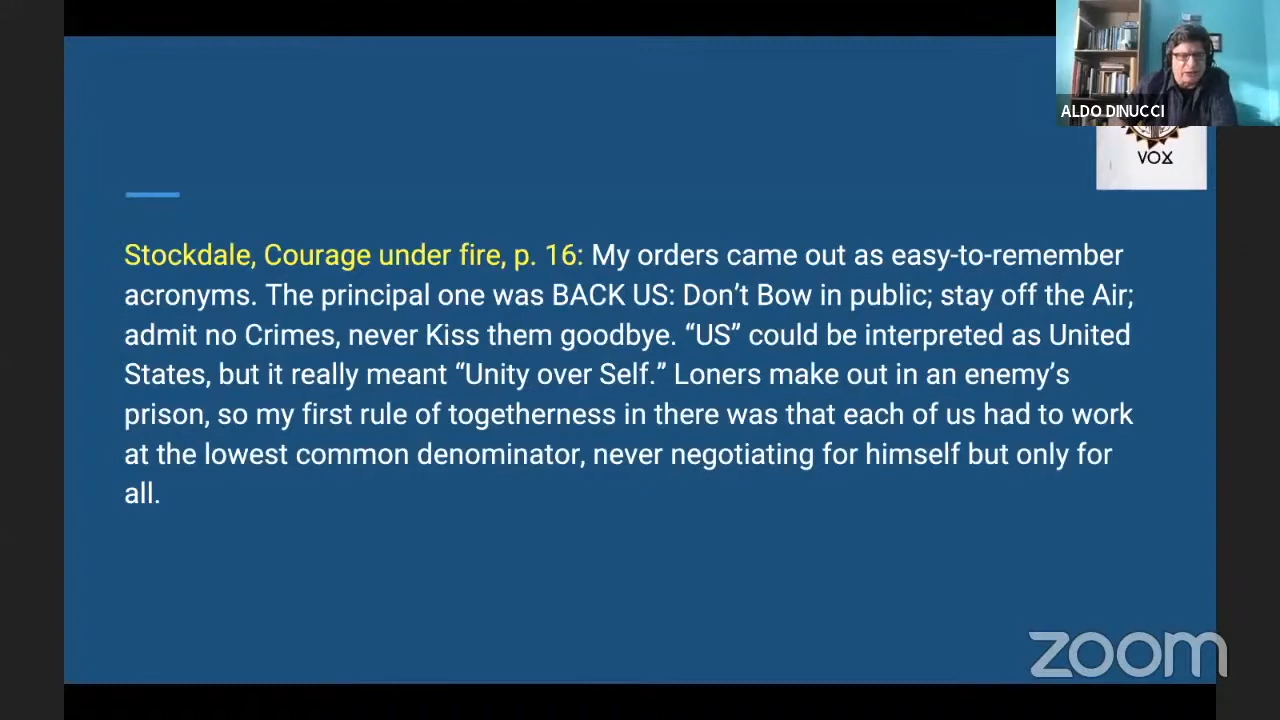 ALDO DINUCCI
VOX
Stockdale, Courage under fire, p. 16: My orders came out as easy-to-remember
acronyms. The principal one was BACK US: Don’t Bow in public; stay off the Air;
admit no Crimes, never Kiss them goodbye. “US” could be interpreted as United
States, but it really meant “Unity over Self.” Loners make out in an enemy’s
prison, so my first rule of togetherness in there was that each of us had to work
at the lowest common denominator, never negotiating for himself but only for
all.
zoom